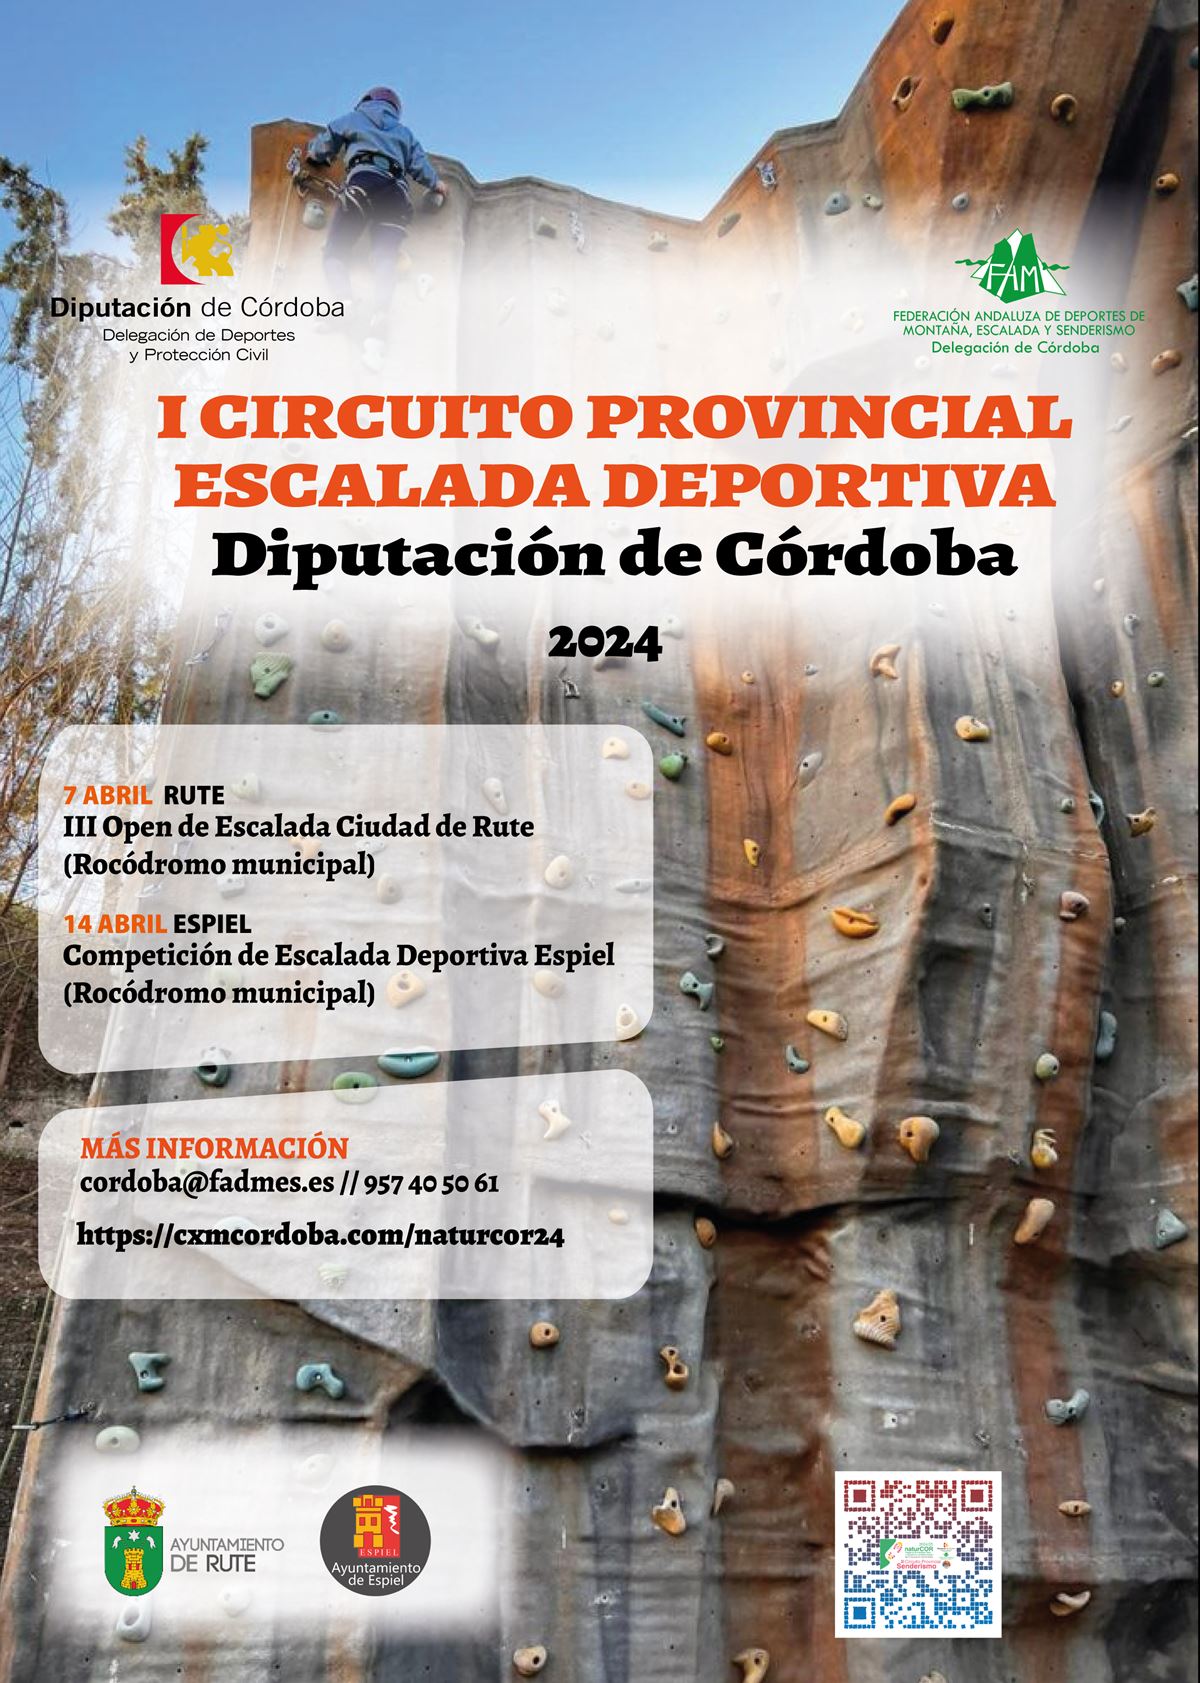 Diputación de Córdoba
Delegación de Deportes
y Protección Civil
FAM
FEDERACIÓN ANDALUZA DE DEPORTES DE
MONTAÑA, ESCALADA Y SENDERISMO
Delegación de Córdoba
I CIRCUITO PROVINCIAL
ESCALADA DEPORTIVA
Diputación de Córdoba
2024
7 ABRIL RUTE
III Open de Escalada Ciudad de Rute
(Rocódromo municipal)
14 ABRIL ESPIEL
Competición de Escalada Deportiva Espiel
(Rocódromo municipal)
MÁS INFORMACIÓN
cordoba@fadmes.es // 957 40 50 61
https://cxmcordoba.com/naturcor24
AYUNTAMIENTO
DE RUTE
ESPIEL
Ayuntamiento
de Espiel
naturCOR
Senderismo